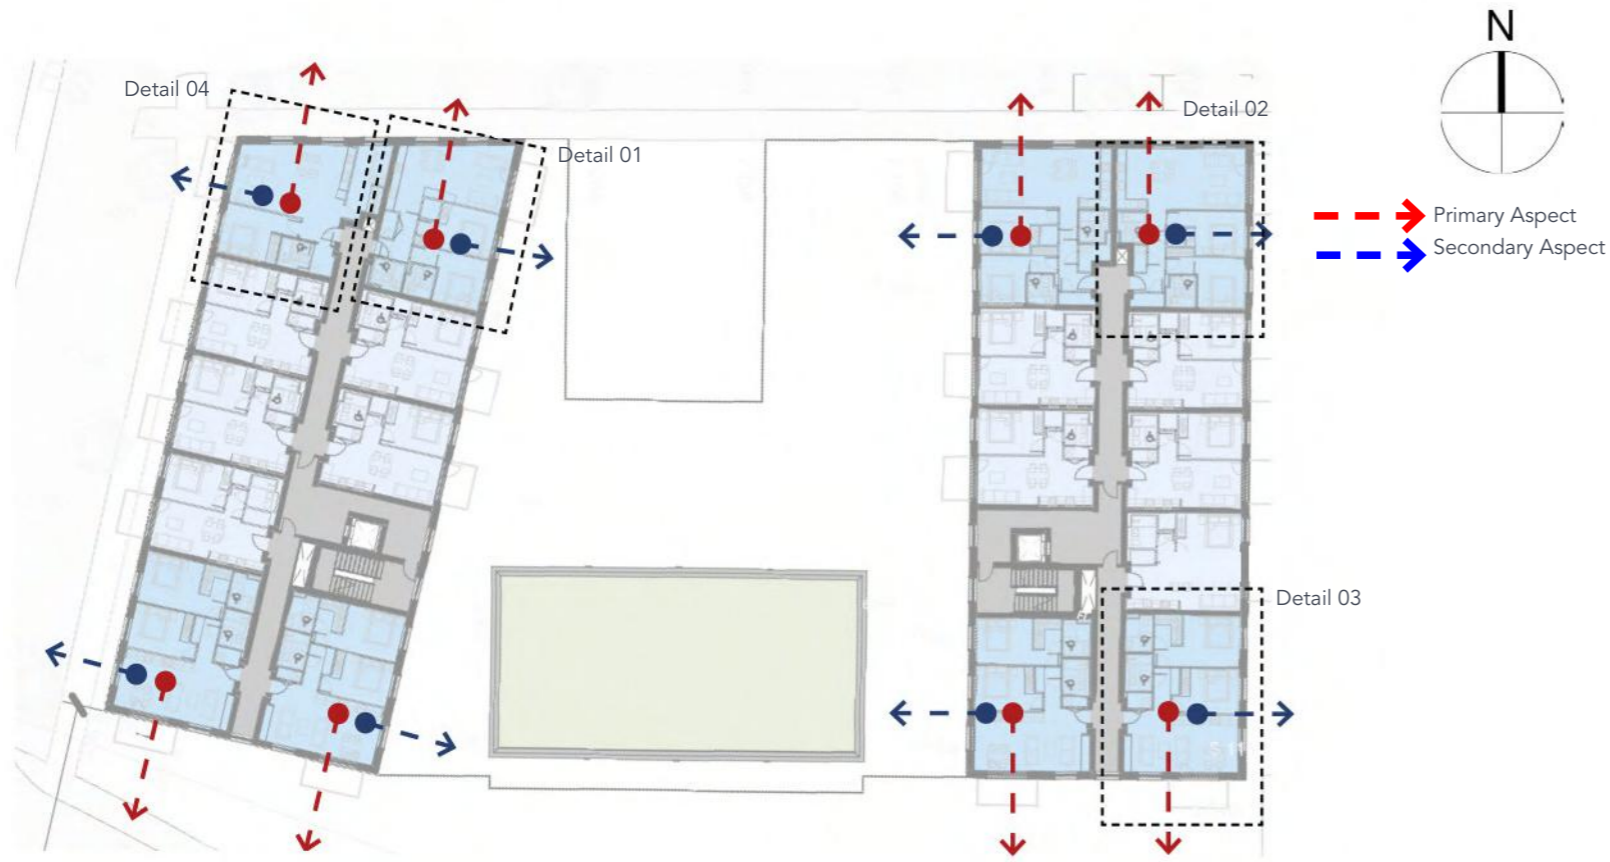 N
Detail 04
Detail 02
Detail 01
Primary Aspect
Secondary Aspect
Detail 03